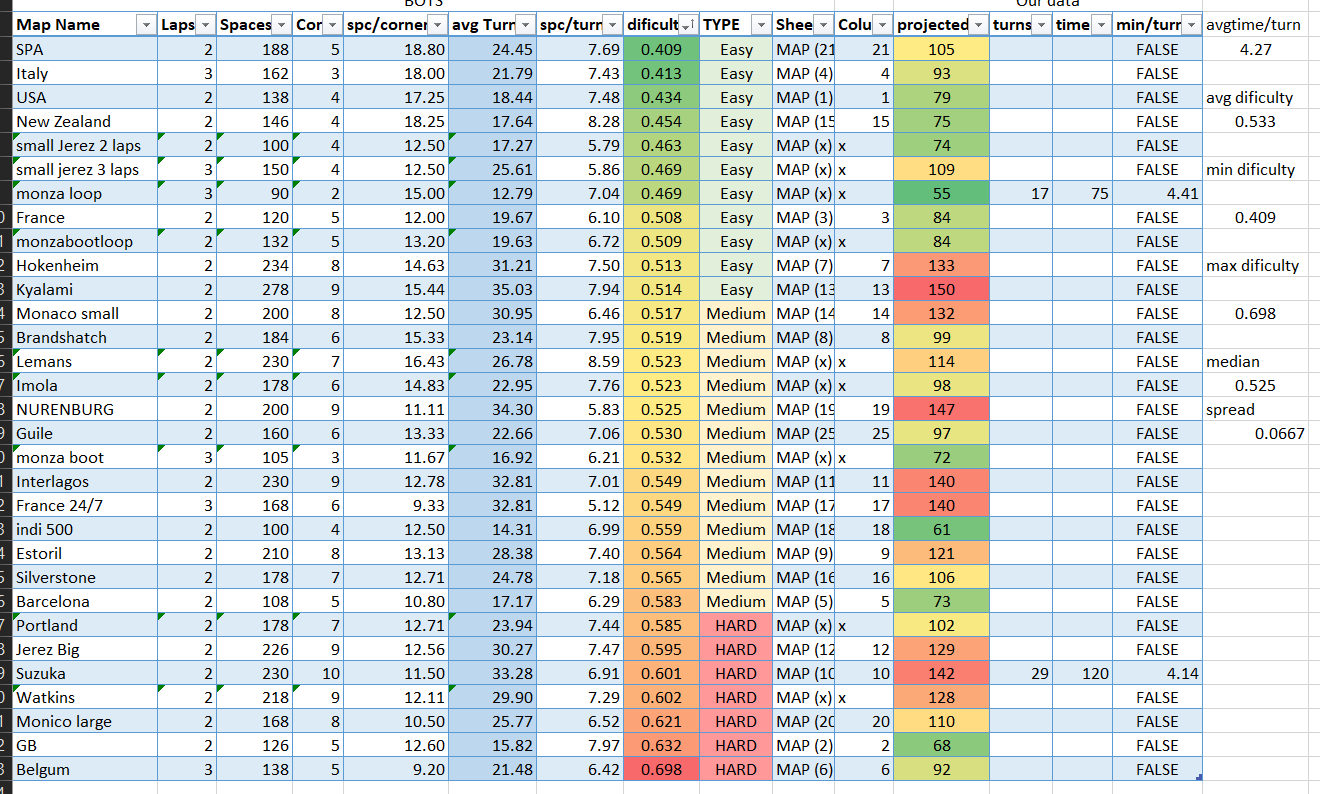 BOTS Our data
Map Name Laps Spaces Cor spc/corner avg Turn spc/turn dificult TYPE Shee Colu projected turns time min/turr avgtime/turn
SPA 2 188 5 18.80 24.45 7.69 0.409 Easy MAP (21 21 105 FALSE 4.27
Italy 3 162 3 18.00 21.79 7.43 0.413 Easy MAP (4) 4 93 FALSE
USA 2 138 4 17.25 18.44 7.48 0.434 Easy MAP (1) 1 79 FALSE avg dificulty
New Zealand 2 146 4 18.25 17.64 8.28 0.454 Easy MAP (15 15 75 FALSE 0.533
small Jerez 2 laps 2 100 4 12.50 17.27 5.79 0.463 Easy MAP (x) x 74 FALSE
small jerez 3 laps 3 150 4 12.50 25.61 5.86 0.469 Easy MAP (x) x 109 FALSE min dificulty
monza loop 3 90 2 15.00 12.79 7.04 0.469 Easy MAP (x) x 55 17 75 4.41
0 France 2 120 5 12.00 19.67 6.10 0.508 Easy MAP (3) 3 84 FALSE 0.409
1 monzabootloop 2 132 5 13.20 19.63 6.72 0.509 Easy MAP (x) x 84 FALSE
2 Hokenheim 2 234 8 14.63 31.21 7.50 0.513 Easy MAP (7) 7 133 FALSE max dificulty
3 Kyalami 2 278 9 15.44 35.03 7.94 0.514 Easy MAP (13 13 150 FALSE
4 Monaco small 2 200 8 12.50 30.95 6.46 0.517 Medium MAP (14 14 132 FALSE 0.698
5 Brandshatch 2 184 6 15.33 23.14 7.95 0.519 Medium MAP (8) 8 99 FALSE
6 Lemans 2 230 7 16.43 26.78 8.59 0.523 Medium MAP (x) x 114 FALSE median
7 Imola 2 178 6 14.83 22.95 7.76 0.523 Medium MAP (x) x 98 FALSE 0.525
8 NURENBURG 2 200 9 11.11 34.30 5.83 0.525 Medium MAP (19 19 147 FALSE spread
9 Guile 2 160 6 13.33 22.66 7.06 0.530 Medium MAP (25 25 97 FALSE 0.0667
0 monza boot 3 105 3 11.67 16.92 6.21 0.532 Medium MAP (x) x 72 FALSE
1 Interlagos 2 230 9 12.78 32.81 7.01 0.549 Medium MAP (11 11 140 FALSE
2 France 24/7 3 168 6 9.33 32.81 5.12 0.549 Medium MAP (17 17 140 FALSE
3 indi 500 2 100 4 12.50 14.31 6.99 0.559 Medium MAP (18 18 61 FALSE
4 Estoril 2 210 8 13.13 28.38 7.40 0.564 Medium MAP (9) 9 121 FALSE
5 Silverstone 2 178 7 12.71 24.78 7.18 0.565 Medium MAP (16 16 106 FALSE
6 Barcelona 2 108 5 10.80 17.17 6.29 0.583 Medium MAP (5) 5 73 FALSE
7 Portland 2 178 7 12.71 23.94 7.44 0.585 HARD MAP (x) x 102 FALSE
8 Jerez Big 2 226 9 12.56 30.27 7.47 0.595 HARD MAP (12 12 129 FALSE
9 Suzuka 2 230 10 11.50 33.28 6.91 0.601 HARD MAP (10 10 142 29 120 4.14
0 Watkins 2 218 9 12.11 29.90 7.29 0.602 HARD MAP (x) x 128 FALSE
1 Monico large 2 168 8 10.50 25.77 6.52 0.621 HARD MAP (20 20 110 FALSE
2 GB 2 126 5 12.60 15.82 7.97 0.632 HARD MAP (2) 2 68 FALSE
3 Belgum 3 138 5 9.20 21.48 6.42 0.698 HARD MAP (6) 6 92 FALSE